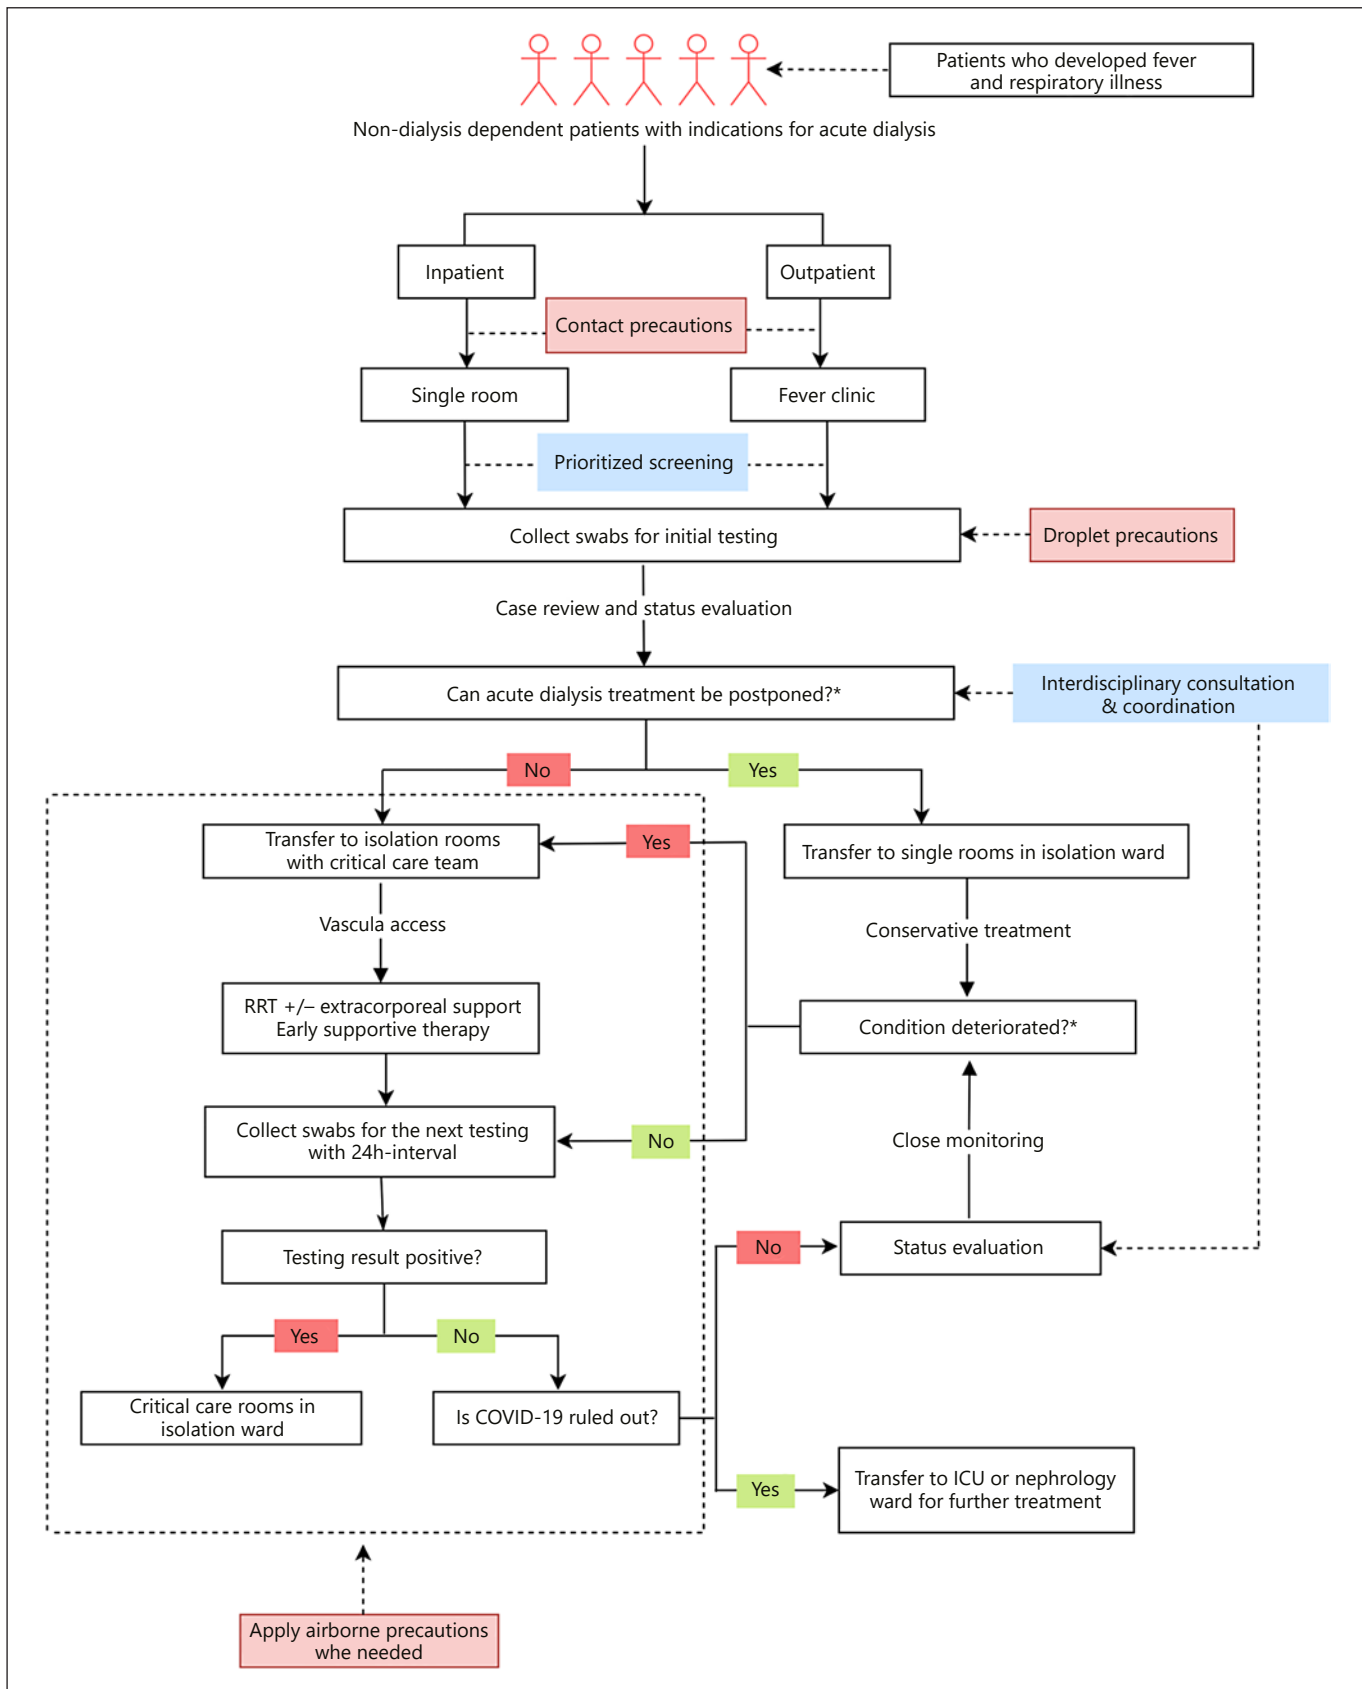 Patients who developed fever
and respiratory illness
Non-dialysis dependent patients with indications for acute dialysis
Inpatient
Outpatient
Contact precautions
Single room
Fever clinic
Prioritized screening
Collect swabs for initial testing
Droplet precautions
Case review and status evaluation
Can acute dialysis treatment be postponed?*
Interdisciplinary consultation
& coordination
No
Yes
Transfer to isolation rooms
with critical care team
Yes
Transfer to single rooms in isolation ward
Vascula access
Conservative treatment
RRT +/– extracorporeal support
Early supportive therapy
Condition deteriorated?*
Collect swabs for the next testing
with 24h-interval
No
Close monitoring
Testing result positive?
No
Status evaluation
Yes
No
Critical care rooms in
isolation ward
Is COVID-19 ruled out?
Yes
Transfer to ICU or nephrology
ward for further treatment
Apply airborne precautions
whe needed